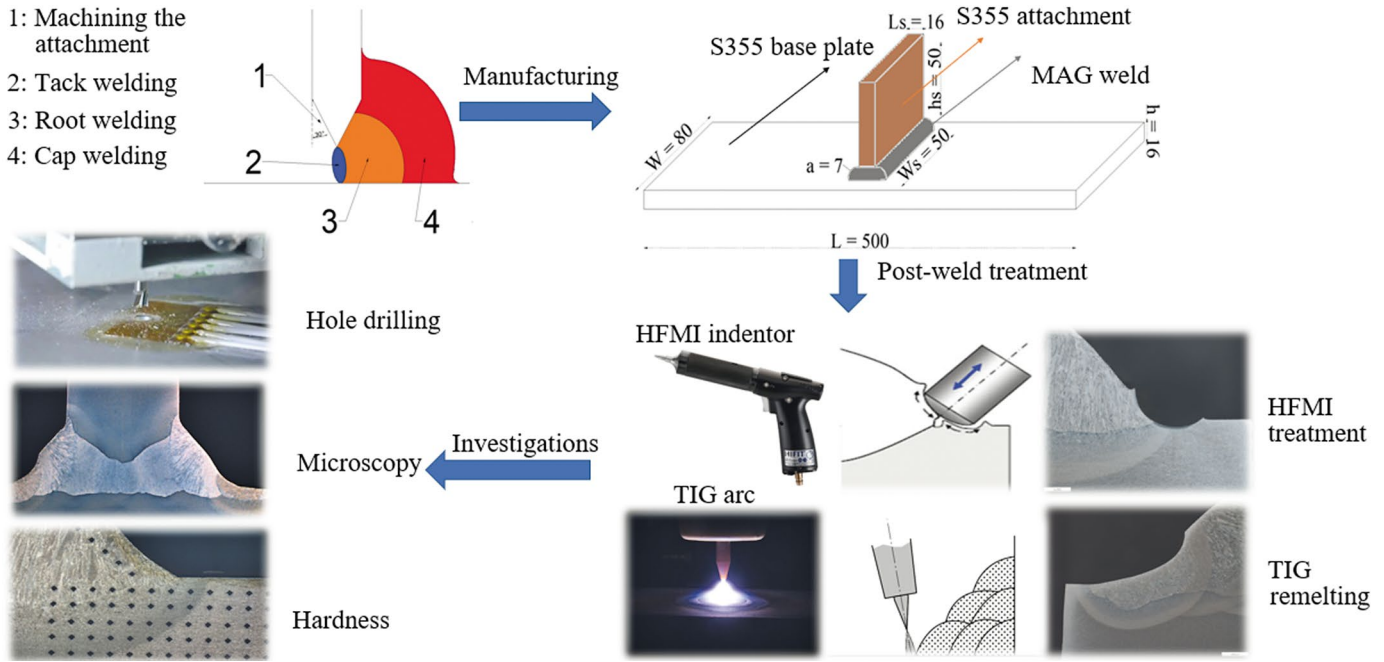 1: Machining the
attachment
2: Tack welding
3: Root welding
4: Cap welding
1
2
3
4
Manufacturing
S355 base plate
Ls = 16
S355 attachment
MAG weld
hs = 50
h = 16
W = 80
a = 7
Ws = 50
L = 500
Post-weld treatment
Hole drilling
HFMI indentor
HFMI
treatment
Investigations
Microscopy
TIG arc
TIG
remelting
Hardness